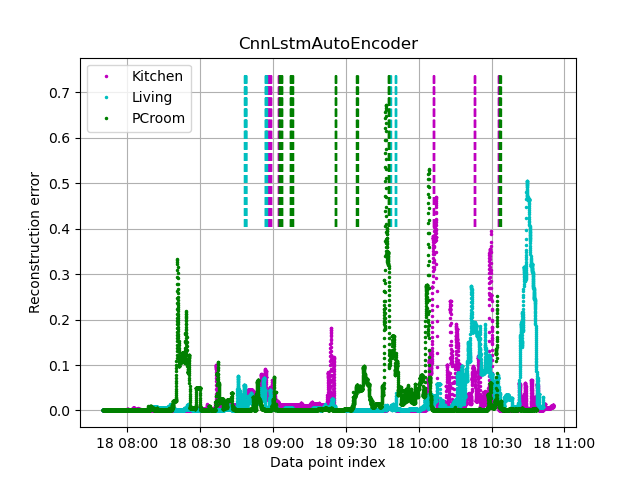 CnnLstmAutoEncoder
Kitchen
Living
PCroom
Reconstruction error
0.7
0.6
0.5
0.4
0.3
0.2
0.1
0.0
18 08:00 18 08:30 18 09:00 18 09:30 18 10:00 18 10:30 18 11:00
Data point index